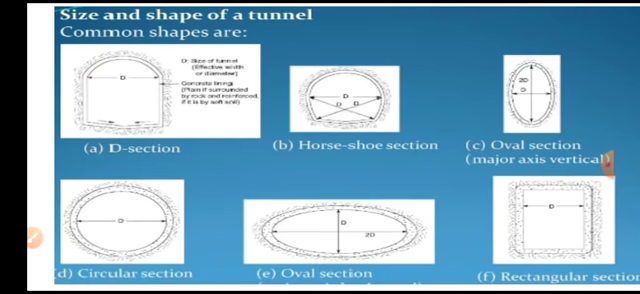 Size and shape of a tunnel
Common shapes are:
D: Size of tunnel
(Effective width
or diameter)
Concrete lining
(Plain if surrounded
by rock and reinforced,
if it is by soft soil)
D
D
D
D
2D
D
(a) D-section
(b) Horse-shoe section
(c) Oval section
(major axis vertical)
D
D
2D
D
d) Circular section
(e) Oval section
(f) Rectangular section